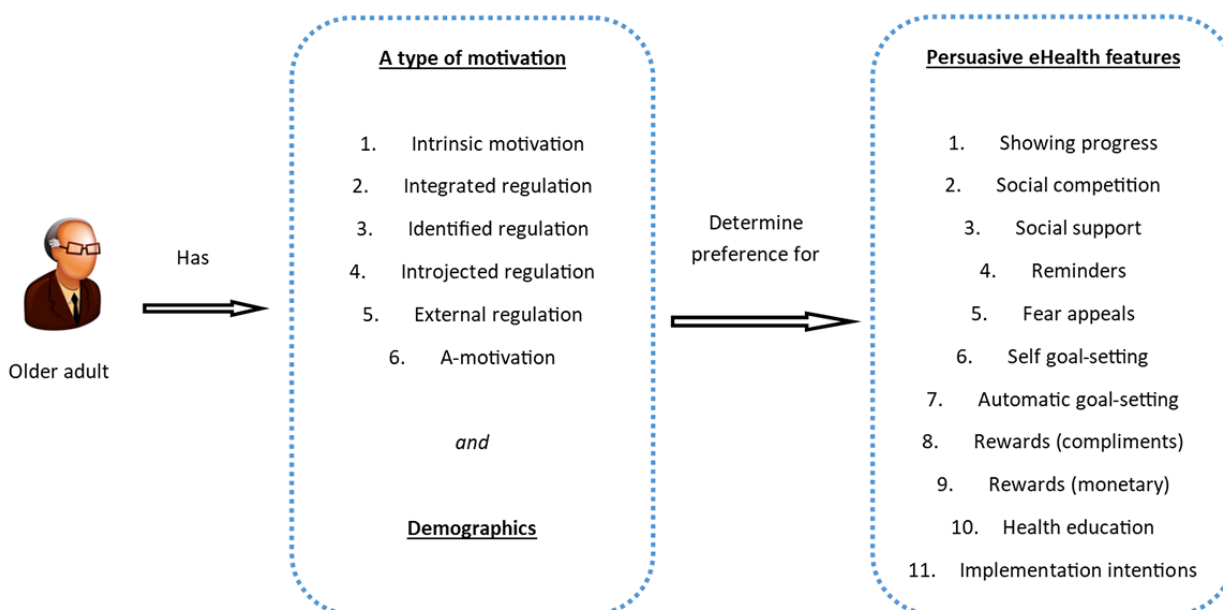 Older adult
Has
A type of motivation
1. Intrinsic motivation
2. Integrated regulation
3. Identified regulation
4. Introjected regulation
5. External regulation
6. A-motivation
and
Demographics
Determine
preference for
Persuasive eHealth features
1. Showing progress
2. Social competition
3. Social support
4. Reminders
5. Fear appeals
6. Self goal-setting
7. Automatic goal-setting
8. Rewards (compliments)
9. Rewards (monetary)
10. Health education
11. Implementation intentions